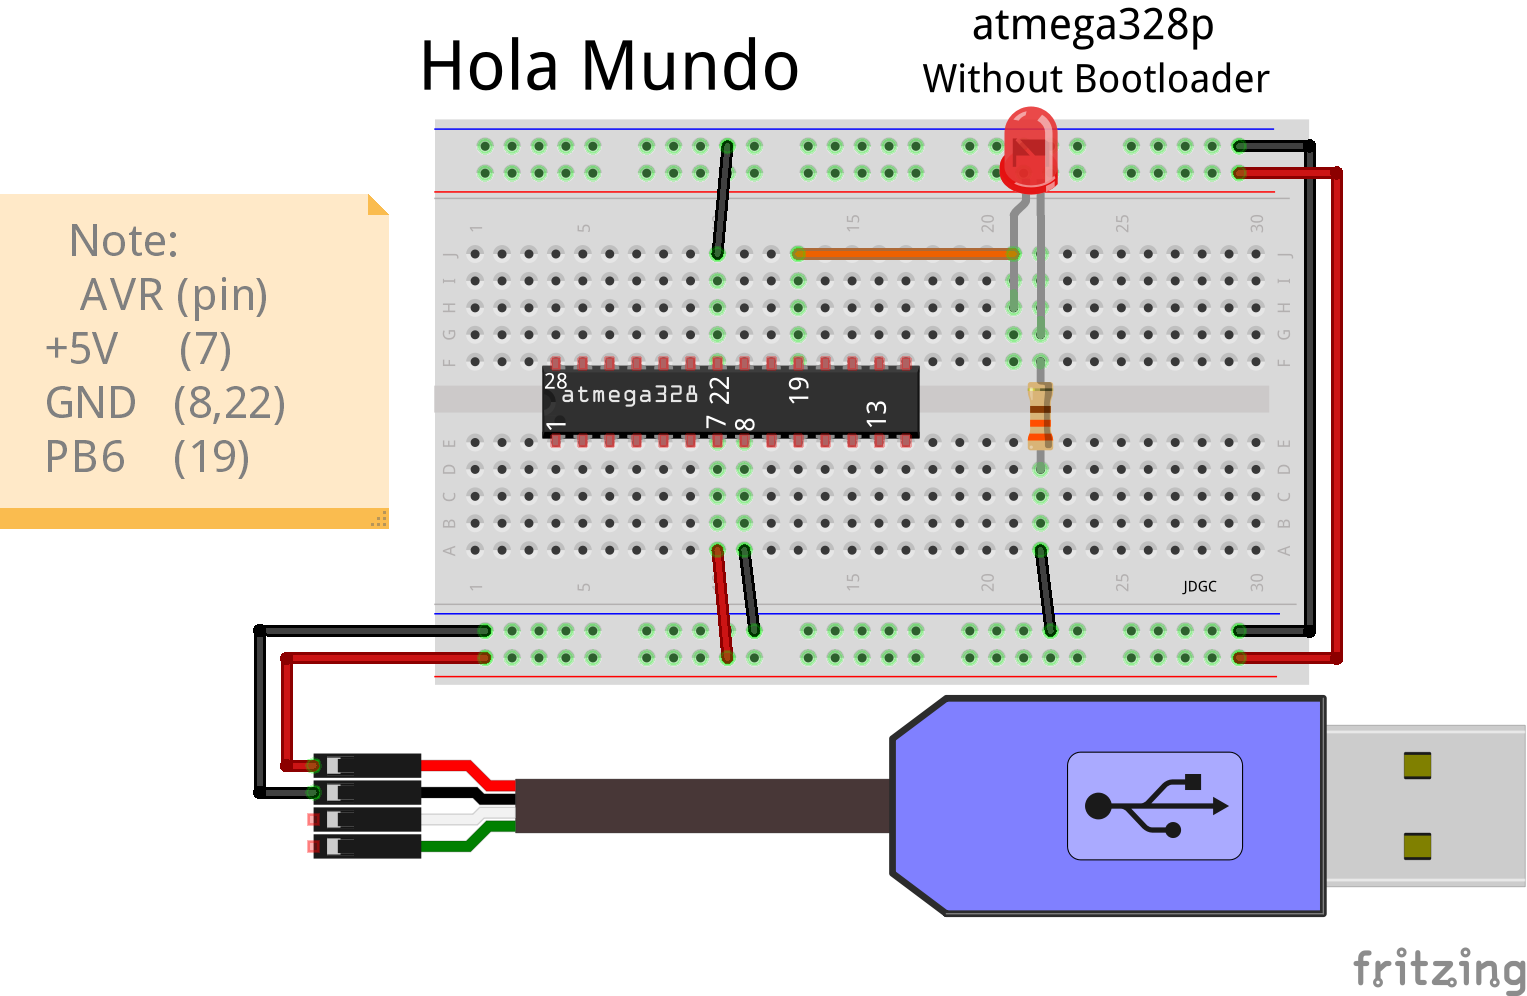 Hola Mundo
atmega328p
Without Bootloader
Note:
AVR (pin)
+5V (7)
GND (8,22)
PB6 (19)
1 5 15 20 25 30
J J
I I
H H
G G
F F
28 atmega328 22 19
1 7 8 13
E E
D D
C C
B B
A A
1 5 15 20 25 30
JDGC
fritzing